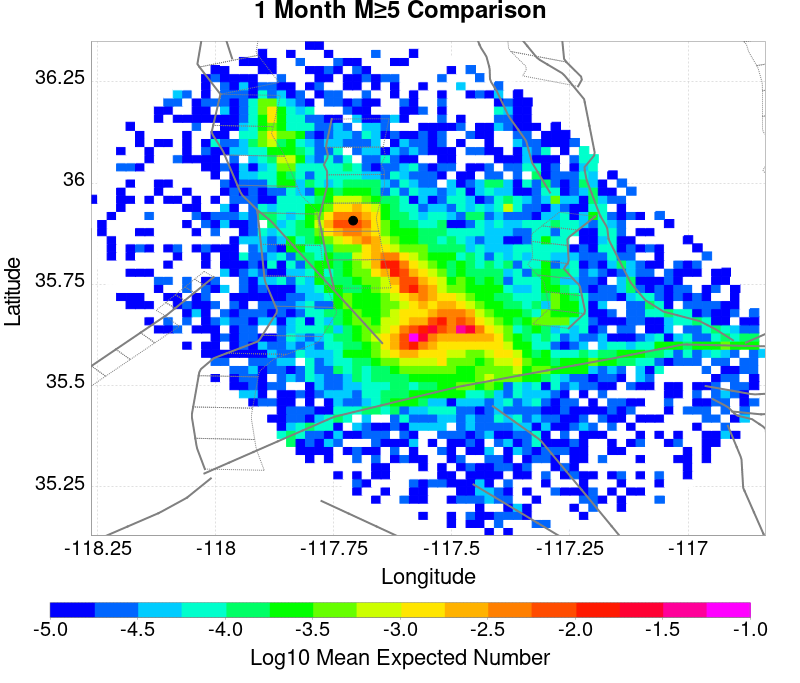 1 Month M≥5 Comparison
36.25
36
35.75
35.5
35.25
Latitude
-118.25 -118 -117.75 -117.5 -117.25 -117
Longitude
-5.0 -4.5 -4.0 -3.5 -3.0 -2.5 -2.0 -1.5 -1.0
Log10 Mean Expected Number